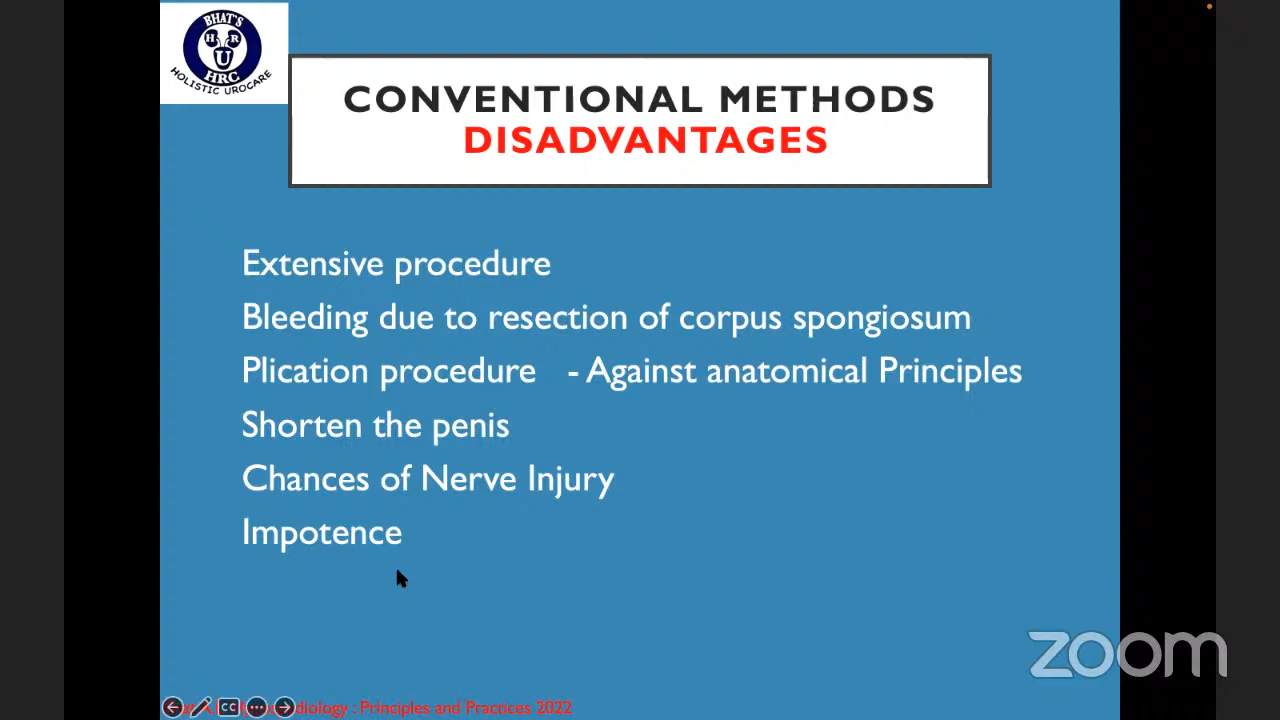 BHAT'S
H R
U
HRC
HOLISTIC UROCARE
CONVENTIONAL METHODS
DISADVANTAGES
Extensive procedure
Bleeding due to resection of corpus spongiosum
Plication procedure - Against anatomical Principles
Shorten the penis
Chances of Nerve Injury
Impotence
zoom
CC
: Principles and Practices 2022